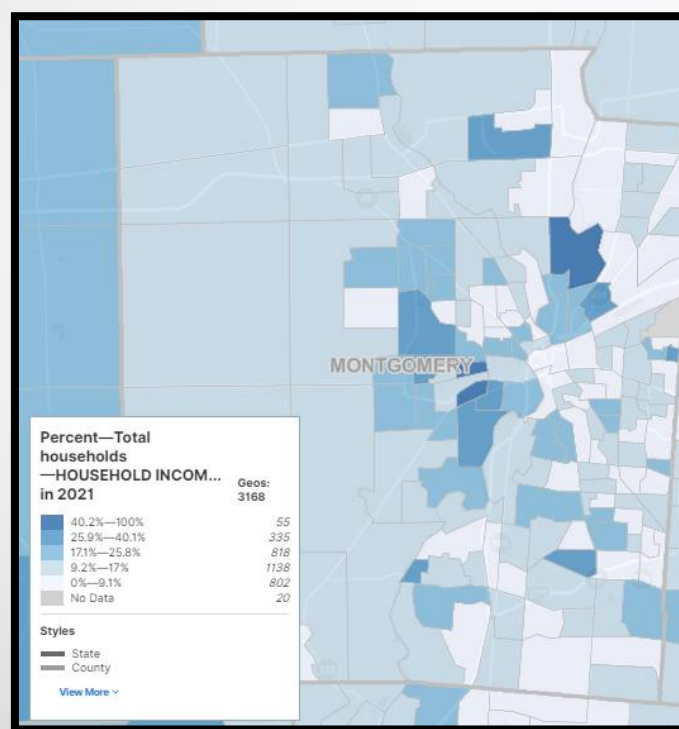 MONTGOMERY
Percent—Total
households
—HOUSEHOLD INCOM...
in 2021
Geos:
3168
40.2%—100% 55
25.9%—40.1% 335
17.1%—25.8% 818
9.2%—17% 1138
0%—9.1% 802
No Data 20
Styles
State
County
View More